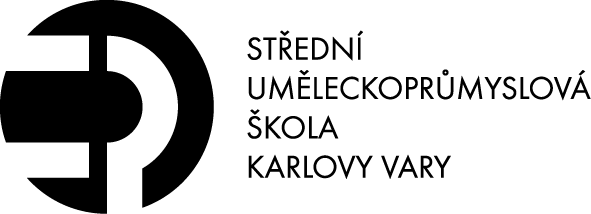 STŘEDNÍ
UMĚLECKOPRŮMYSLOVÁ
ŠKOLA
KARLOVY VARY